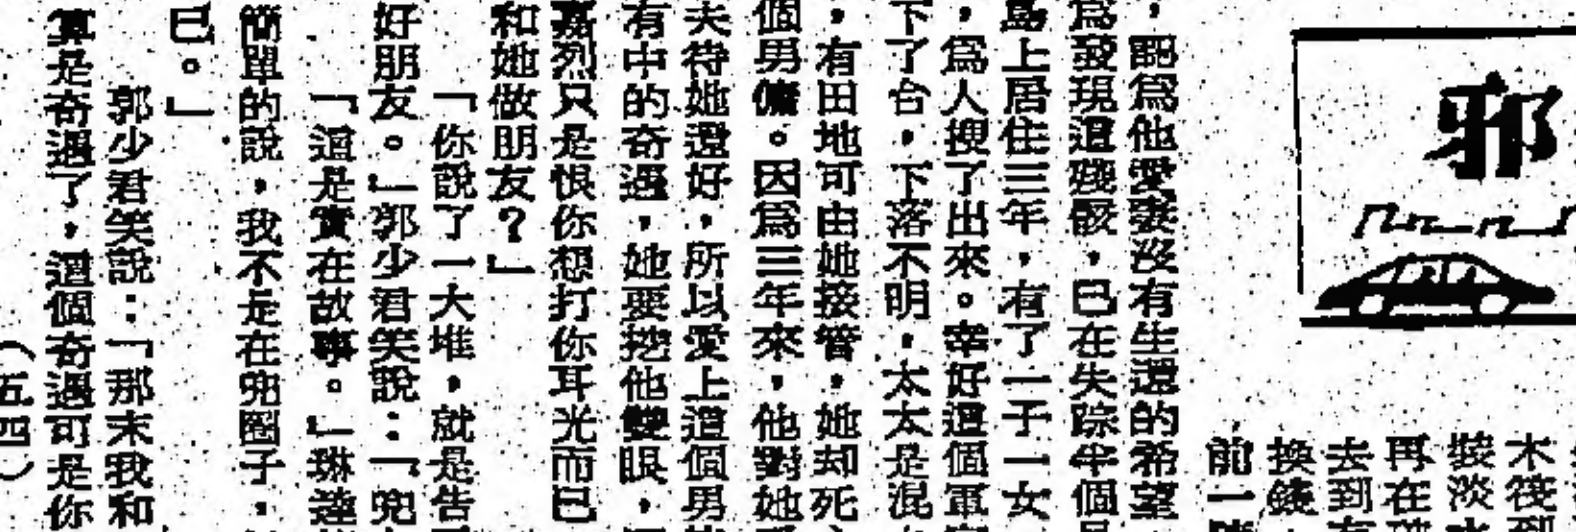 邪
木筏
裝淡水
再在
去到
換錢
前一
，認為他愛妻沒有生還的希望
為發現這殘骸，已在失踪半個
島上居住三年，有了一子一女
，為人搜了出來。幸好這個軍
下了台，下落不明，太太是混
，有田地可由她接管，她却死
個男傭。因為三年來，他對她
夫待她還好，所以愛上這個男
有中的奇遇，她要挖他雙眼，
嘉烈只是恨你想打你耳光而已
和她做朋友？」
「你說了一大堆，就是告
好朋友。」郭少君笑說：「兜
「這是實在故事。」琳達
簡單的說，我不是在兜圈子，
已。」
郭少君笑說：「那末我和
算是奇遇了，這個奇遇可是你
（五四）